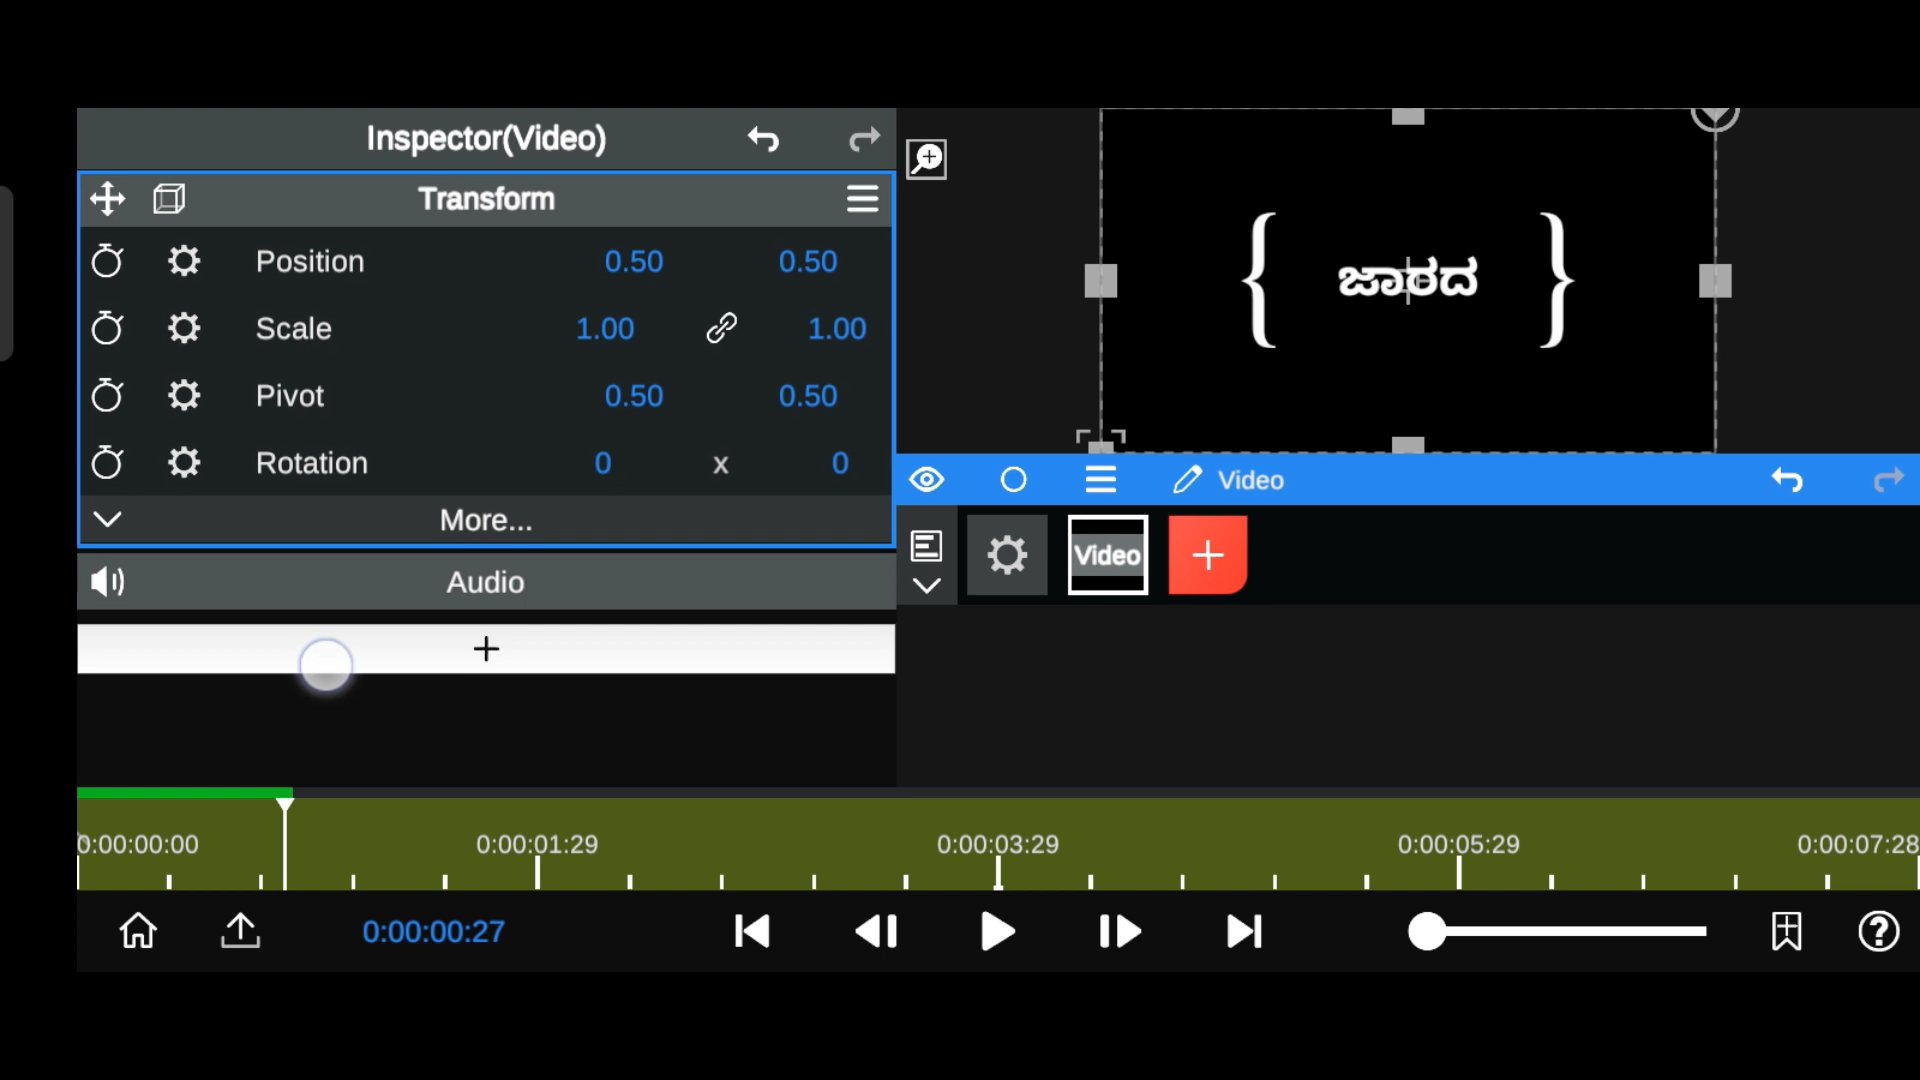 Inspector(Video)
Transform
Position 0.50 0.50
Scale 1.00 1.00
Pivot 0.50 0.50
Rotation 0 x 0
More...
Audio
+
{ ಜಾರದ }
Video
Video +
0:00:00:00 0:00:01:29 0:00:03:29 0:00:05:29 0:00:07:28
0:00:00:27